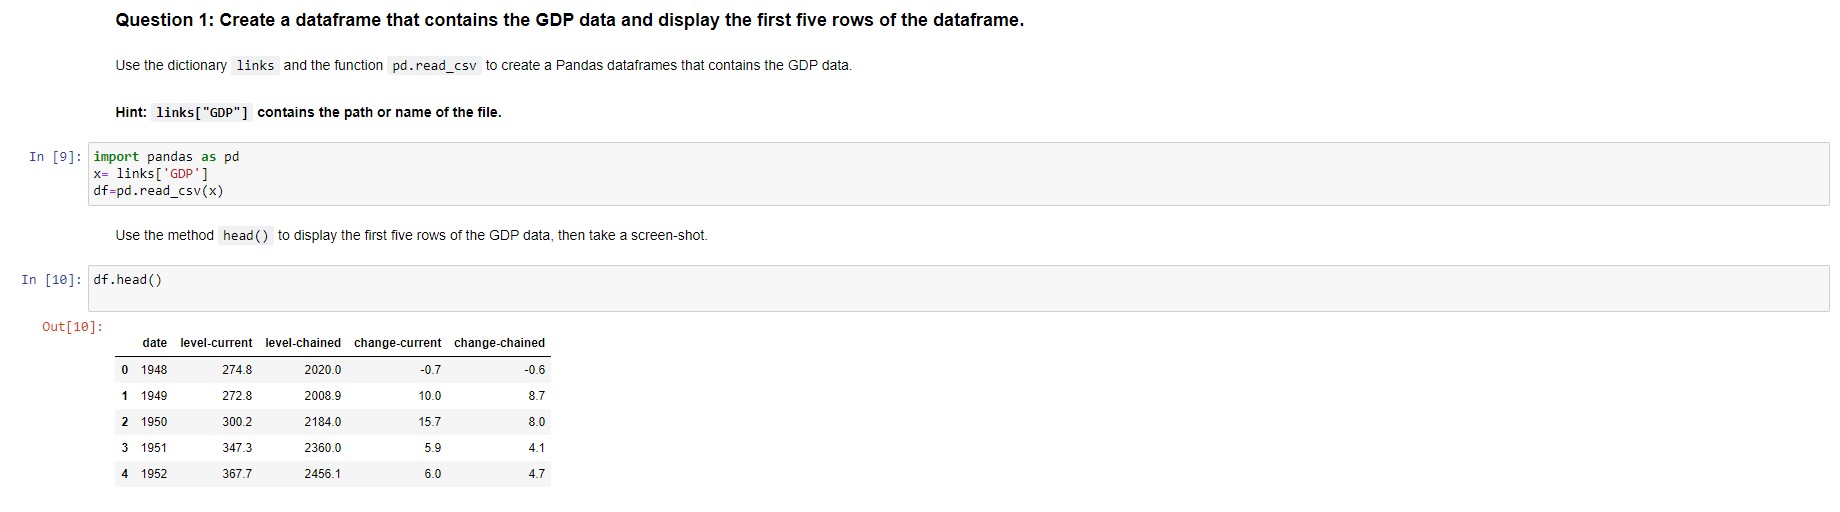 Question 1: Create a dataframe that contains the GDP data and display the first five rows of the dataframe.
Use the dictionary links and the function pd.read_csv to create a Pandas dataframes that contains the GDP data.
Hint: links["GDP"] contains the path or name of the file.
In [9]: import pandas as pd
x= links['GDP']
df=pd.read_csv(x)
Use the method head() to display the first five rows of the GDP data, then take a screen-shot.
In [10]: df.head()
Out[10]:
date level-current level-chained change-current change-chained
0 1948 274.8 2020.0 -0.7 -0.6
1 1949 272.8 2008.9 10.0 8.7
2 1950 300.2 2184.0 15.7 8.0
3 1951 347.3 2360.0 5.9 4.1
4 1952 367.7 2456.1 6.0 4.7